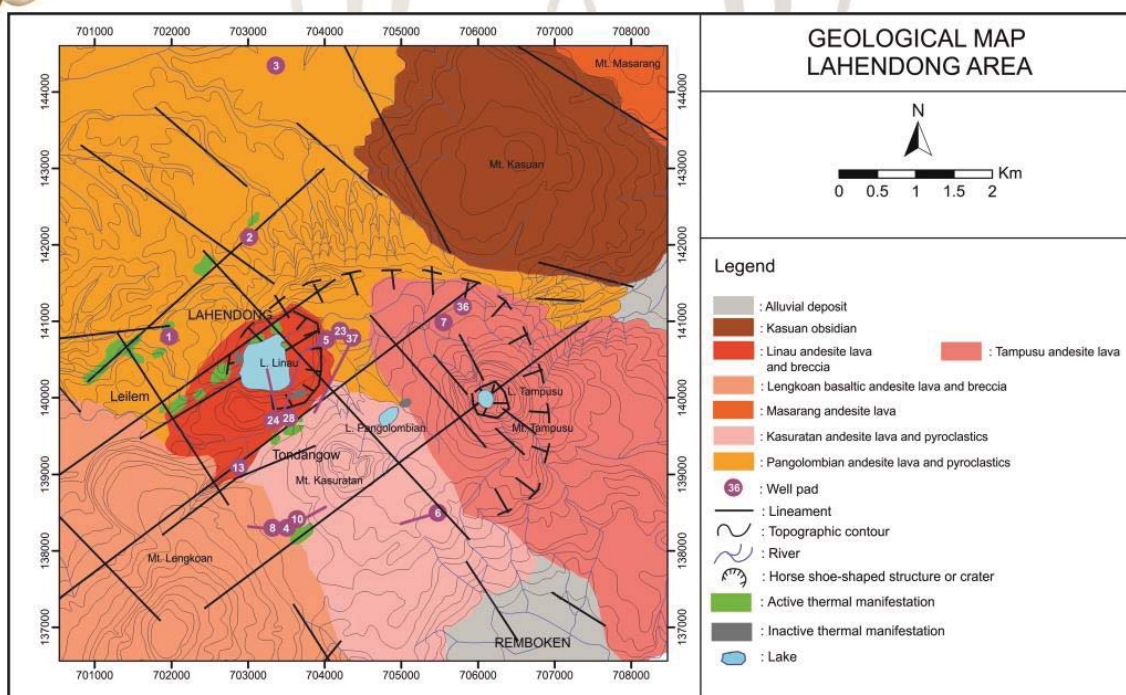 GEOLOGICAL MAP
LAHENDONG AREA
N
0 0.5 1 1.5 2 Km
Legend
: Alluvial deposit
: Kasuan obsidian
: Linau andesite lava
and breccia
: Tampusu andesite lava
and breccia
: Lengkoan basaltic andesite lava and breccia
: Masarang andesite lava
: Kasuratan andesite lava and pyroclastics
: Pangolombian andesite lava and pyroclastics
36 : Well pad
: Lineament
: Topographic contour
: River
: Horse shoe-shaped structure or crater
: Active thermal manifestation
: Inactive thermal manifestation
: Lake
701000 702000 703000 704000 705000 706000 707000 708000
144000 144000
143000 143000
142000 142000
141000 141000
140000 140000
139000 139000
138000 138000
137000 137000
3
Mt. Masarang
Mt. Kasuan
2
LAHENDONG
36
7
1
5
23
37
L. Linau
Leilem
L. Tampusu
24
28
L. Pangolombian
Mt. Tampusu
13
Tondangow
Mt. Kasuratan
8
4
10
6
Mt. Lengkoan
REMBOKEN
701000 702000 703000 704000 705000 706000 707000 708000